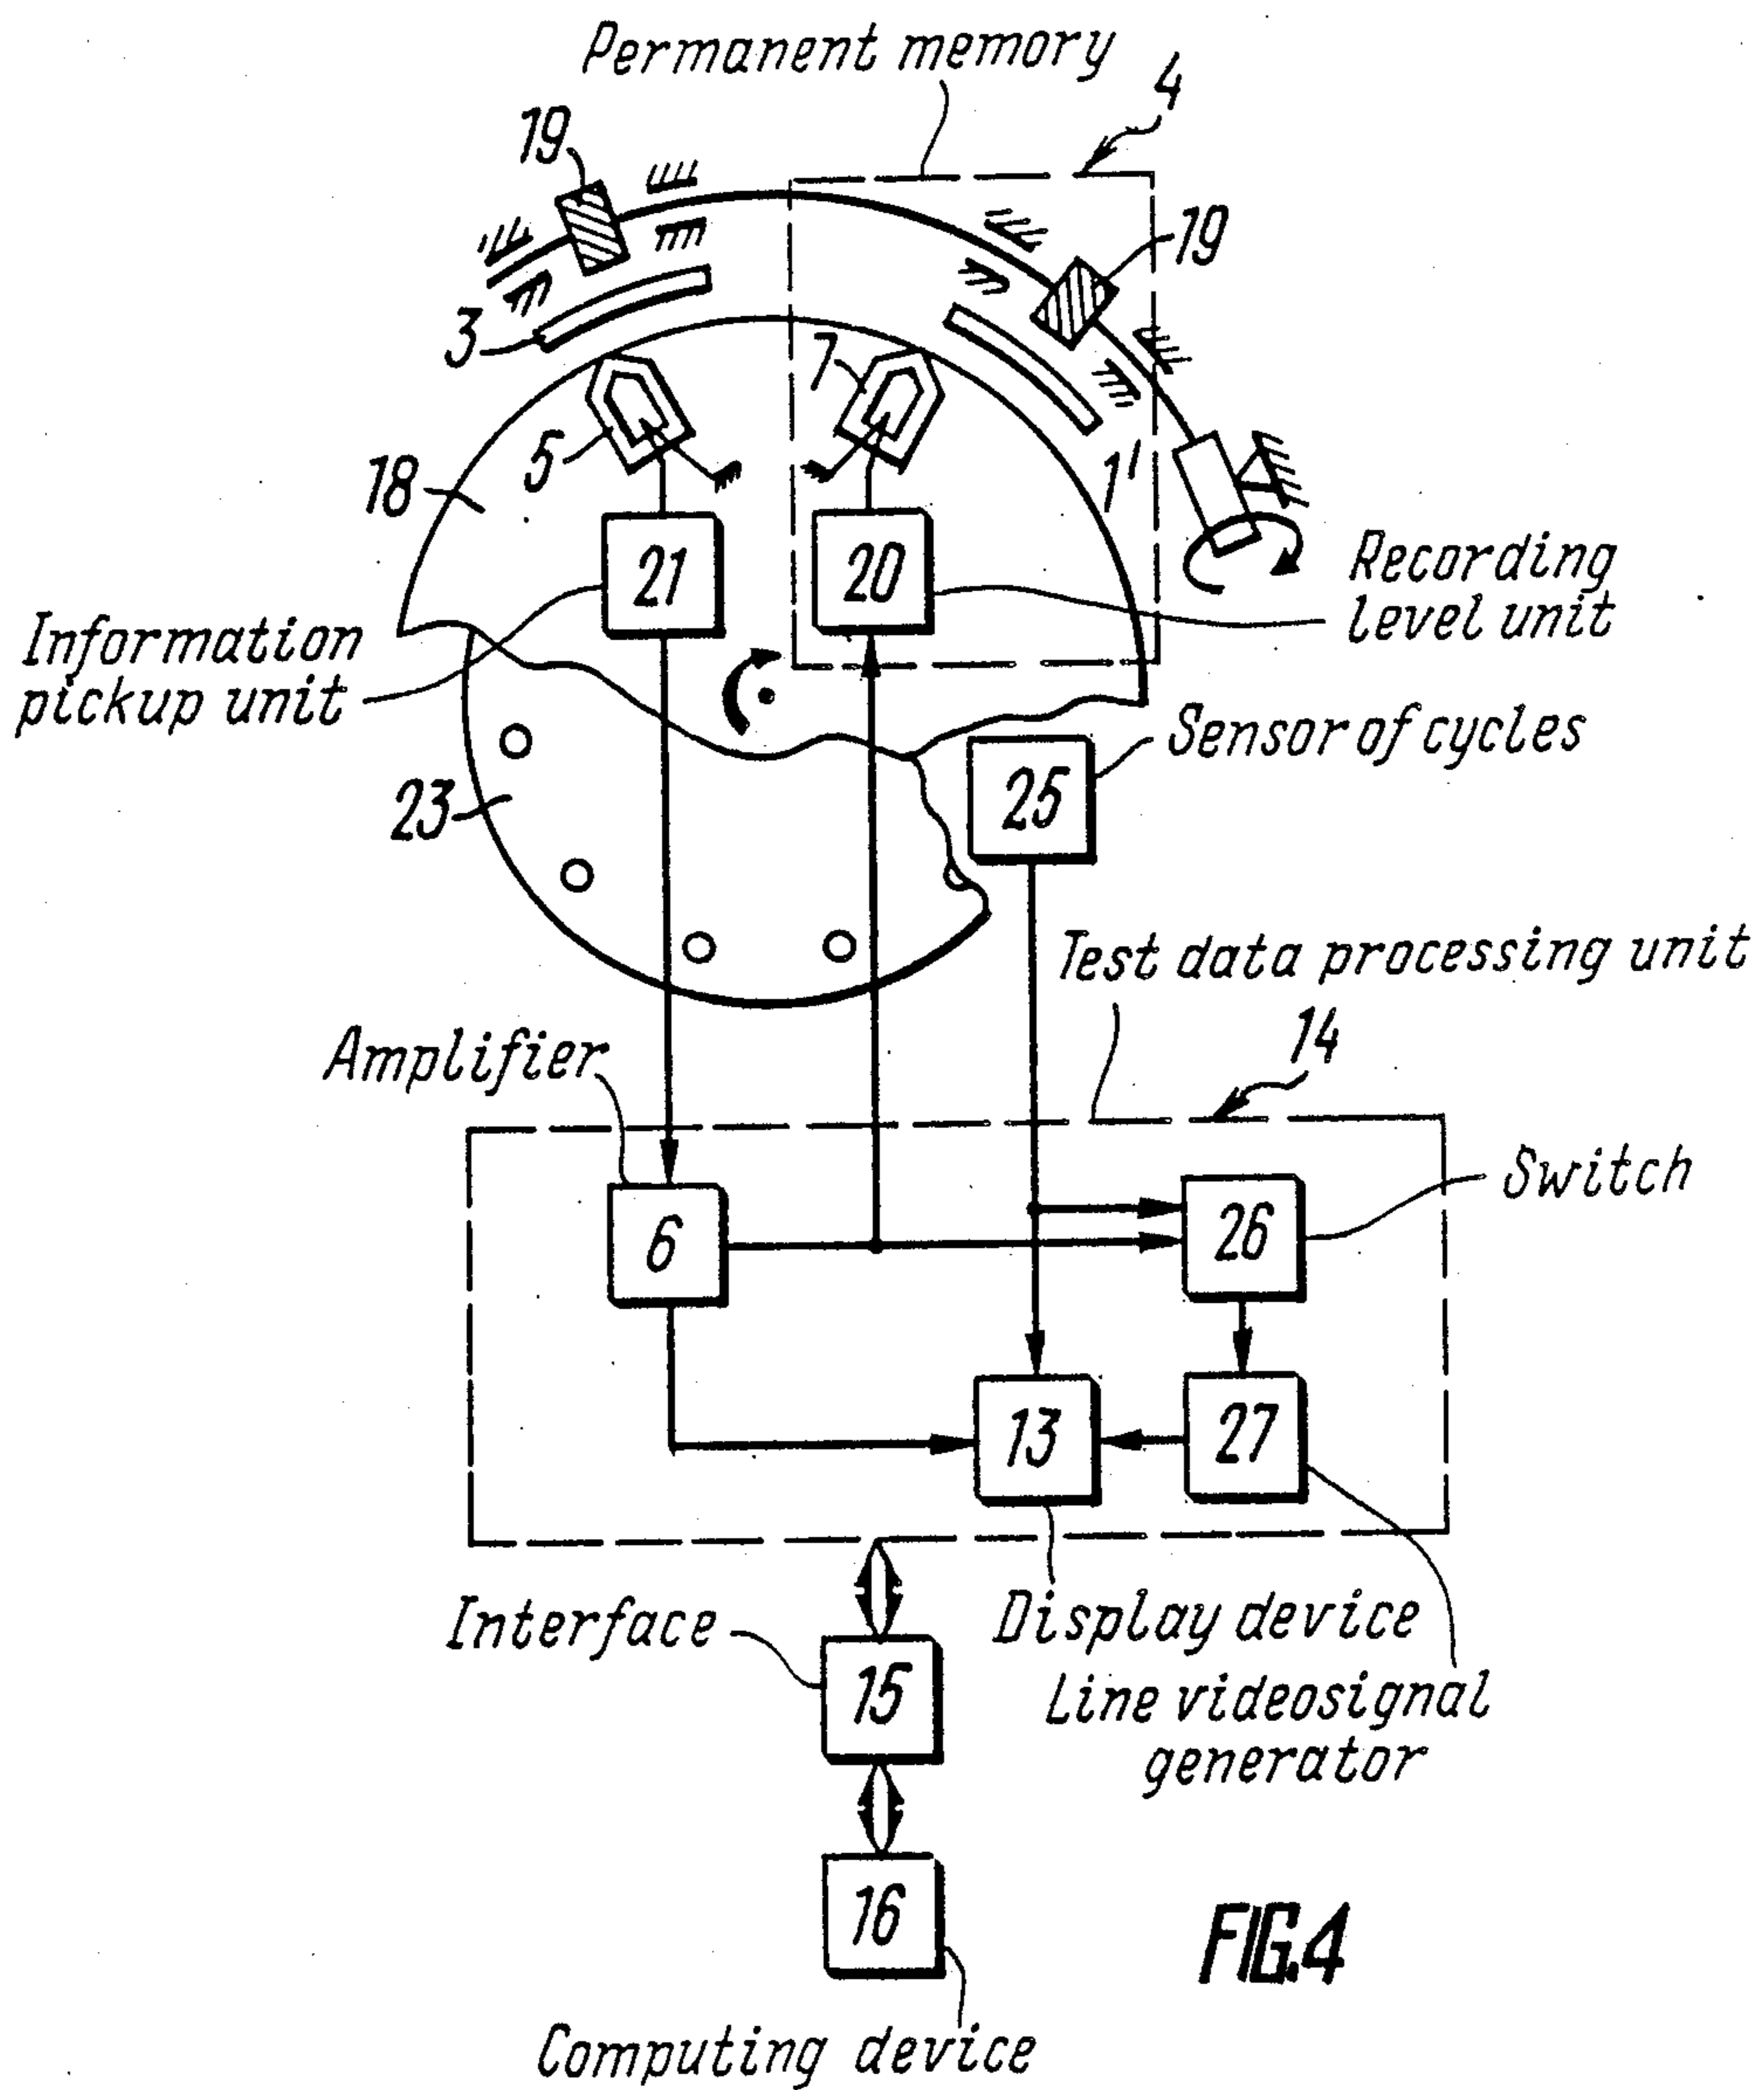 Permanent memory
4
19
19
3
7
5
18
1'
21
20
Recording
level unit
Information
pickup unit
Sensor of cycles
25
23
Test data processing unit
14
Amplifier
Switch
6
26
13
27
Interface
Display device
15
Line videosignal
generator
16
FIG.4
Computing device